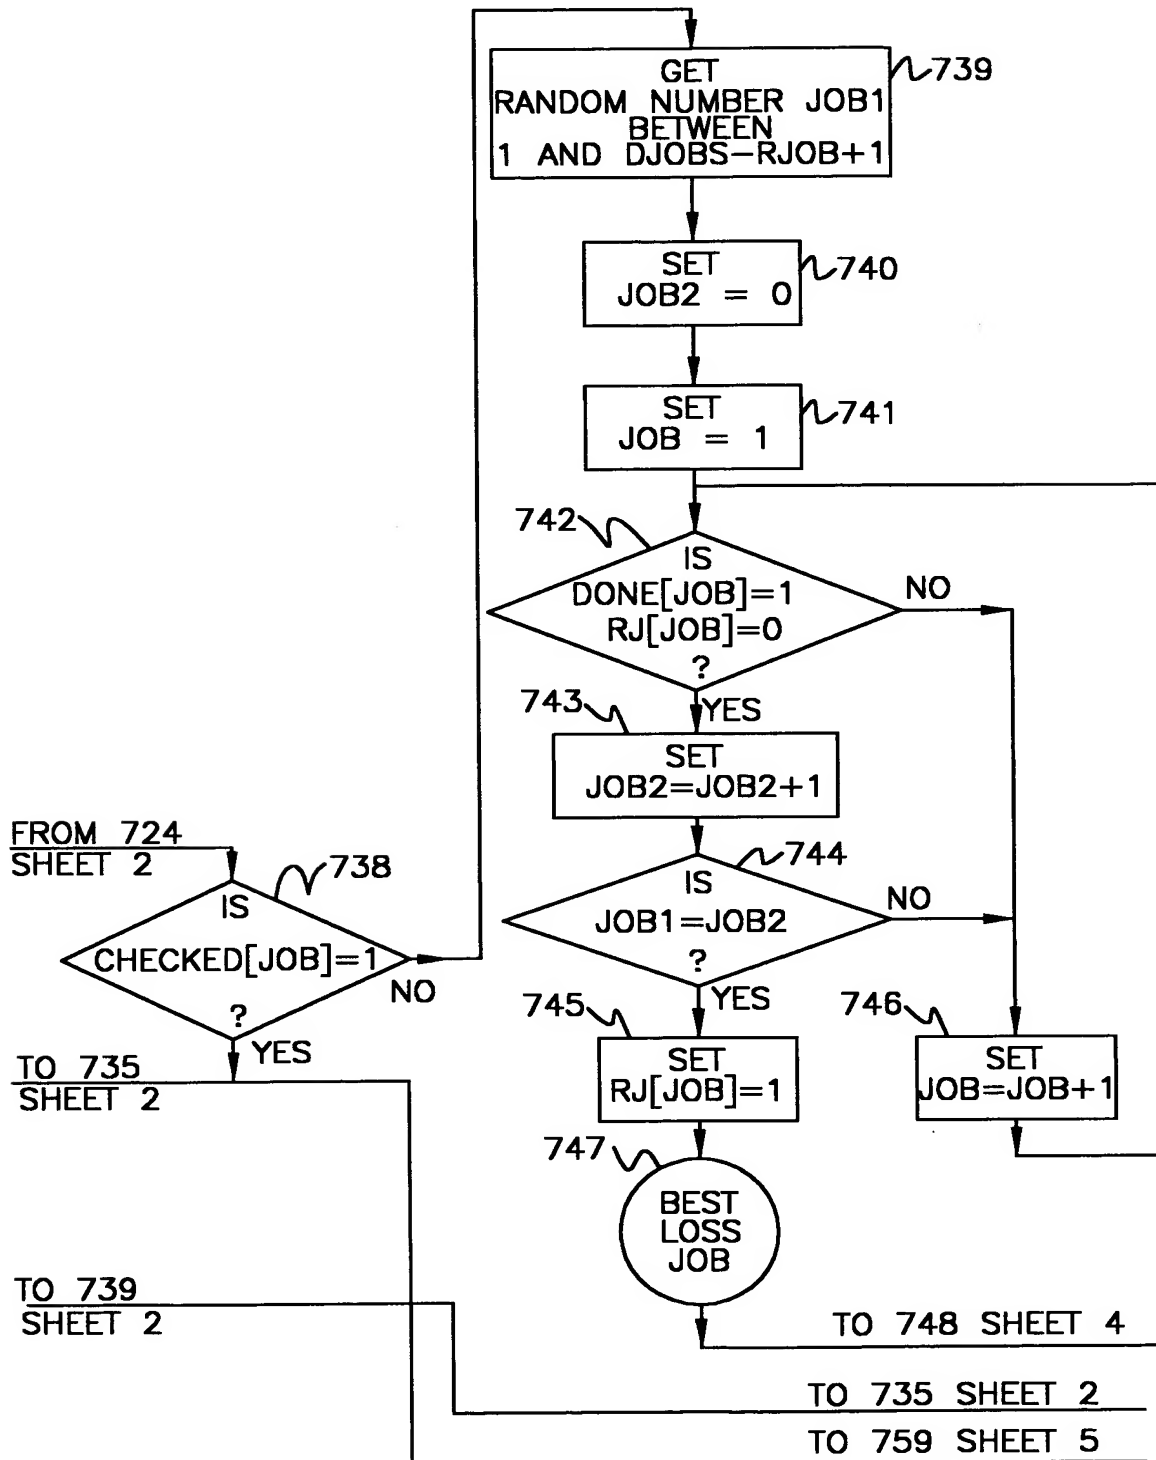 GET
RANDOM NUMBER JOB1
BETWEEN
1 AND DJOBS-RJOB+1
739
SET
JOB2 = 0
740
SET
JOB = 1
741
742
IS
DONE[JOB]=1
RJ[JOB]=0
?
NO
YES
743
SET
JOB2=JOB2+1
744
IS
JOB1=JOB2
?
NO
YES
FROM 724
SHEET 2
738
IS
CHECKED[JOB]=1
?
NO
YES
745
SET
RJ[JOB]=1
746
SET
JOB=JOB+1
TO 735
SHEET 2
747
BEST
LOSS
JOB
TO 739
SHEET 2
TO 748 SHEET 4
TO 735 SHEET 2
TO 759 SHEET 5